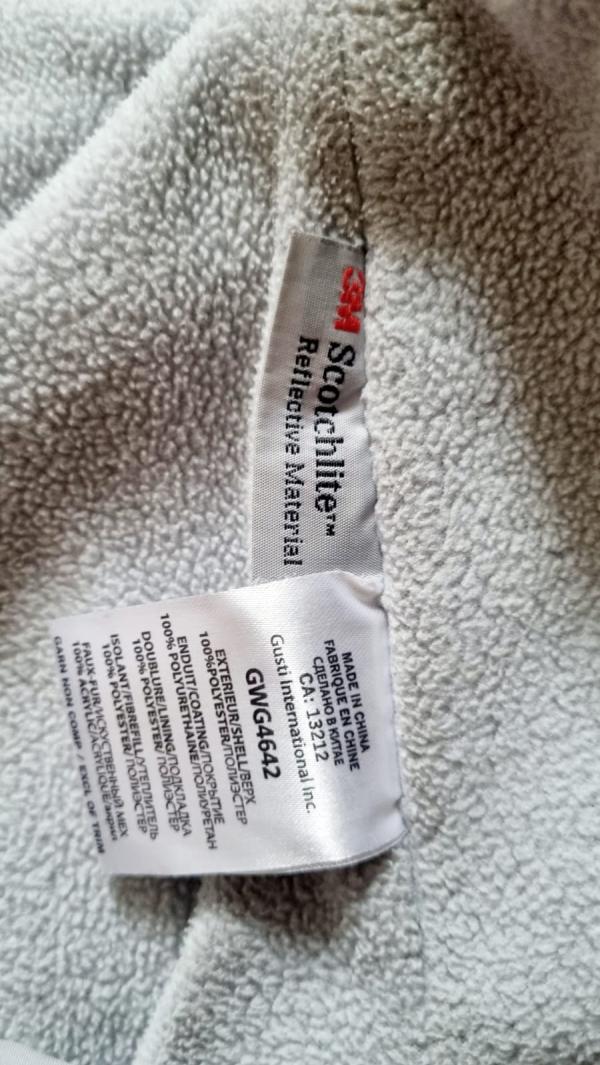 3M Scotchlite™
Reflective Material
MADE IN CHINA
FABRIQUE EN CHINE
СДЕЛАНО В КИТАЕ
CA: 13212
Gusti International Inc.
GWG4642
EXTERIEUR/SHELL/ВЕРХ
100%POLYESTER/ПОЛИЭСТЕР
ENDUIT/COATING/ПОКРЫТИЕ
100% POLYURETHAINE/ПОЛИУРЕТАН
DOUBLURE/LINING/ПОДКЛАДКА
100% POLYESTER/ ПОЛИЭСТЕР
ISOLANT/FIBREFILL/УТЕПЛИТЕЛЬ
100% POLYESTER/ ПОЛИЭСТЕР
FAUX-FUR/ИСКУССТВЕННЫЙ МЕХ
100% ACRYLIC/ACRYLIQUE/акрил
GARN NON COMP / EXCL OF TRIM